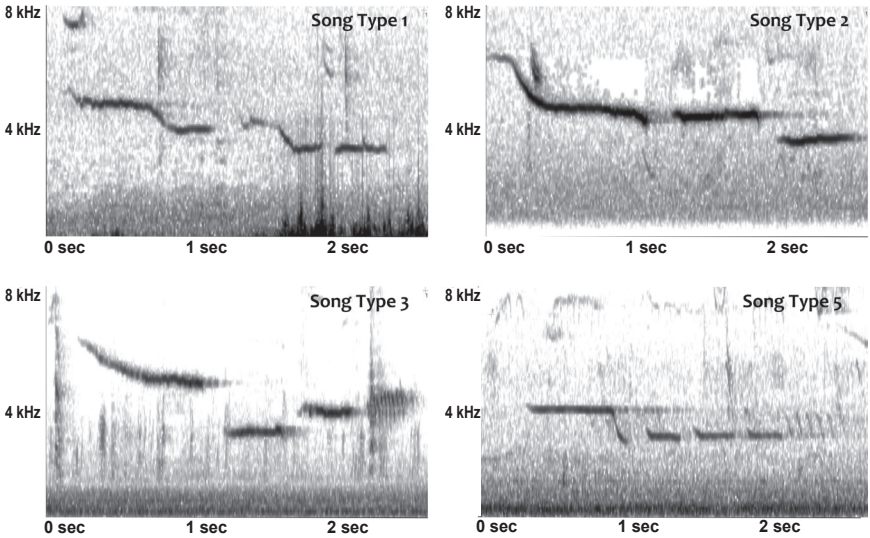 8 kHz
Song Type 1
4 kHz
0 sec 1 sec 2 sec
8 kHz
Song Type 2
4 kHz
0 sec 1 sec 2 sec
8 kHz
Song Type 3
4 kHz
0 sec 1 sec 2 sec
8 kHz
Song Type 5
4 kHz
0 sec 1 sec 2 sec